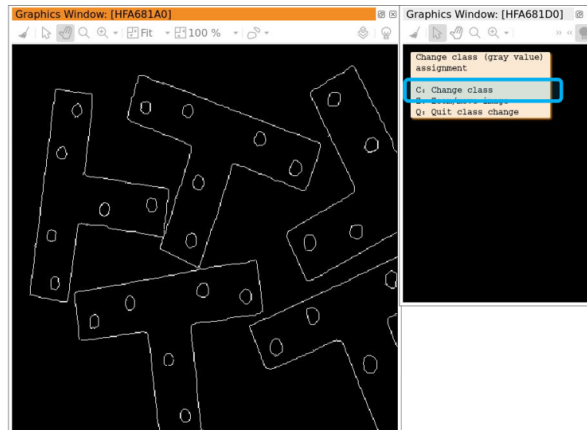 Graphics Window: [HFA681A0]
Fit
100 %
Graphics Window: [HFA681D0]
Change class (gray value)
assignment
C: Change class
Q: Quit class change